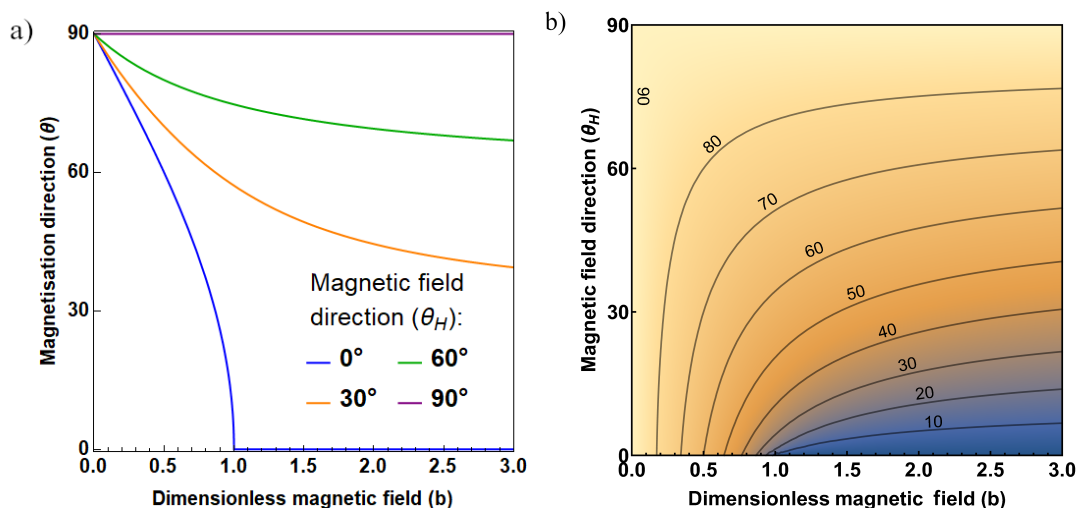 a)
90
60
30
0
Magnetisation direction (θ)
0.0 0.5 1.0 1.5 2.0 2.5 3.0
Dimensionless magnetic field (b)
Magnetic field
direction (θH):
0° 60°
30° 90°
b)
90
60
30
0
Magnetic field direction (θH)
0.0 0.5 1.0 1.5 2.0 2.5 3.0
Dimensionless magnetic field (b)
90
80
70
60
50
40
30
20
10